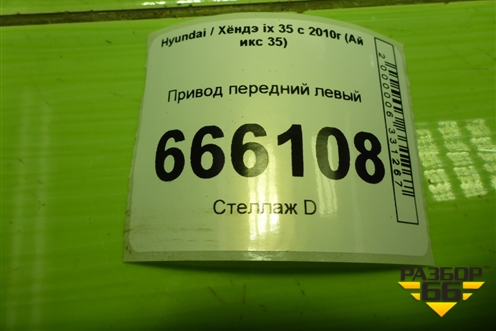 Hyundai / Хёндэ ix 35 с 2010г (Ай
икс 35)
Привод передний левый
666108
Стеллаж D
2000006331267
РАЗБОР
66